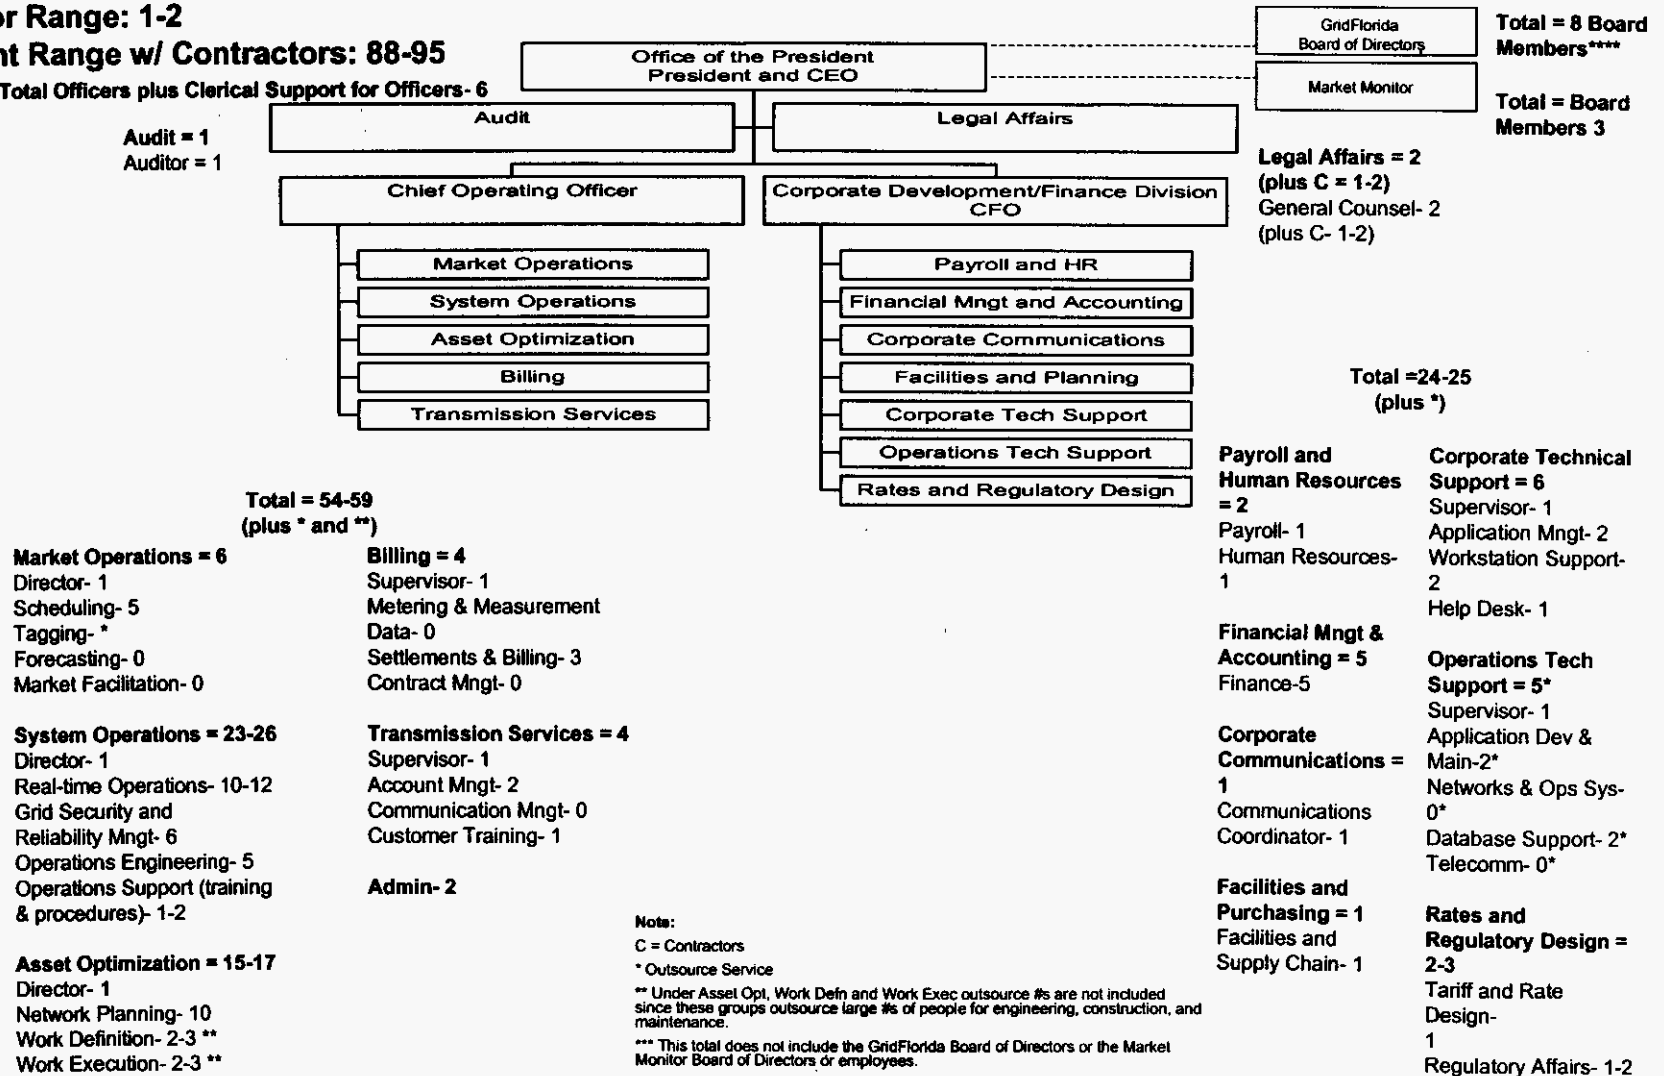 or Range: 1-2
nt Range w/ Contractors: 88-95
Total Officers plus Clerical Support for Officers- 6
Office of the President
President and CEO
GridFlorida
Board of Directors
Total = 8 Board
Members****
Market Monitor
Total = Board
Members 3
Audit
Legal Affairs
Audit = 1
Auditor = 1
Legal Affairs = 2
(plus C = 1-2)
General Counsel- 2
(plus C- 1-2)
Chief Operating Officer
Corporate Development/Finance Division
CFO
Market Operations
System Operations
Asset Optimization
Billing
Transmission Services
Payroll and HR
Financial Mngt and Accounting
Corporate Communications
Facilities and Planning
Corporate Tech Support
Operations Tech Support
Rates and Regulatory Design
Total = 54-59
(plus * and **)
Market Operations = 6
Director- 1
Scheduling- 5
Tagging- *
Forecasting- 0
Market Facilitation- 0
System Operations = 23-26
Director- 1
Real-time Operations- 10-12
Grid Security and
Reliability Mngt- 6
Operations Engineering- 5
Operations Support (training
& procedures)- 1-2
Asset Optimization = 15-17
Director- 1
Network Planning- 10
Work Definition- 2-3 **
Work Execution- 2-3 **
Billing = 4
Supervisor- 1
Metering & Measurement
Data- 0
Settlements & Billing- 3
Contract Mngt- 0
Transmission Services = 4
Supervisor- 1
Account Mngt- 2
Communication Mngt- 0
Customer Training- 1
Admin- 2
Note:
C = Contractors
* Outsource Service
** Under Asset Opt, Work Defn and Work Exec outsource #s are not included
since these groups outsource large #s of people for engineering, construction, and
maintenance.
*** This total does not include the GridFlorida Board of Directors or the Market
Monitor Board of Directors or employees.
Total =24-25
(plus *)
Payroll and
Human Resources
= 2
Payroll- 1
Human Resources-
1
Financial Mngt &
Accounting = 5
Finance-5
Corporate
Communications =
1
Communications
Coordinator- 1
Facilities and
Purchasing = 1
Facilities and
Supply Chain- 1
Corporate Technical
Support = 6
Supervisor- 1
Application Mngt- 2
Workstation Support-
2
Help Desk- 1
Operations Tech
Support = 5*
Supervisor- 1
Application Dev &
Main-2*
Networks & Ops Sys-
0*
Database Support- 2*
Telecomm- 0*
Rates and
Regulatory Design =
2-3
Tariff and Rate
Design-
1
Regulatory Affairs- 1-2